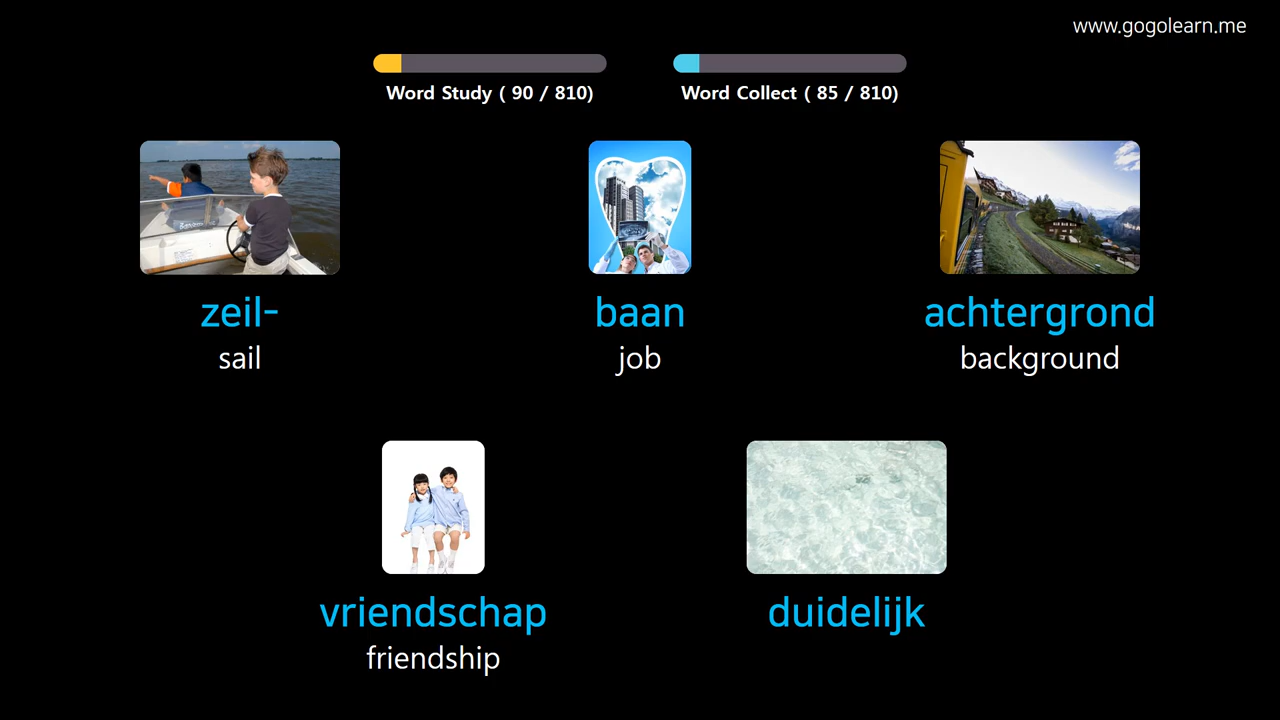 www.gogolearn.me
Word Study ( 90 / 810)
Word Collect ( 85 / 810)
zeil-
sail
baan
job
achtergrond
background
vriendschap
friendship
duidelijk